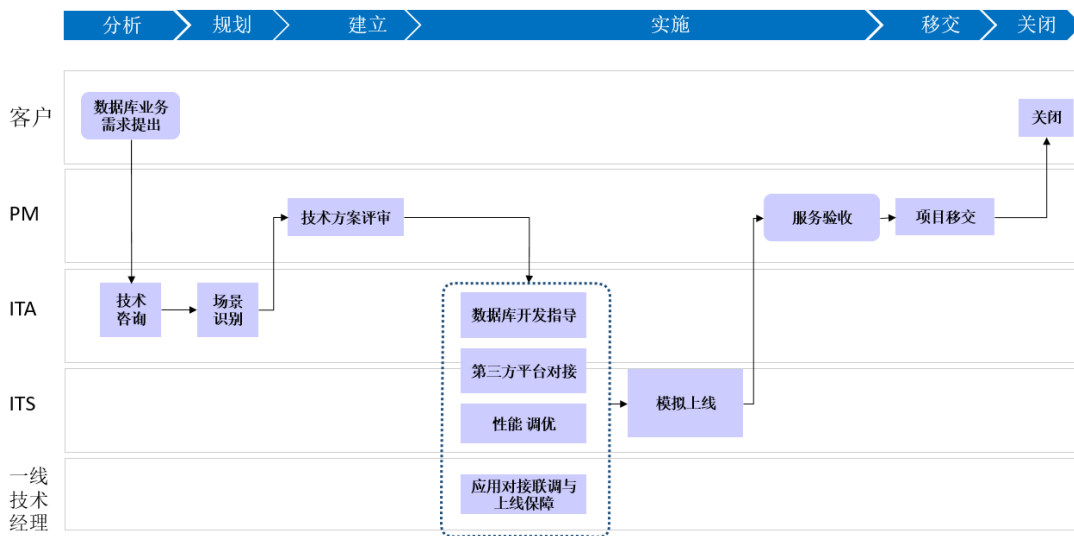 分析
规划
建立
实施
移交
关闭
客户
数据库业务
需求提出
关闭
PM
技术方案评审
服务验收
项目移交
ITA
技术
咨询
场景
识别
数据库开发指导
第三方平台对接
ITS
性能 调优
模拟上线
一线
技术
经理
应用对接联调与
上线保障